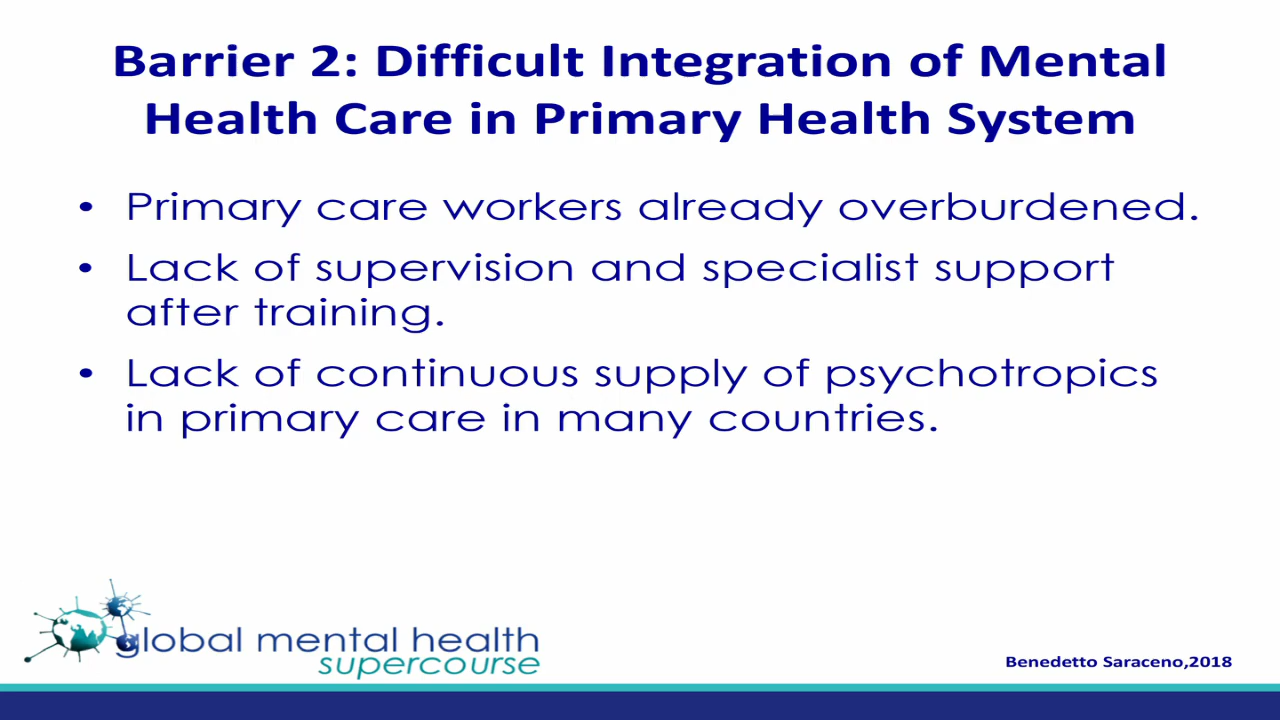 Barrier 2: Difficult Integration of Mental
Health Care in Primary Health System
• Primary care workers already overburdened.
• Lack of supervision and specialist support
after training.
• Lack of continuous supply of psychotropics
in primary care in many countries.
global mental health
supercourse
Benedetto Saraceno,2018